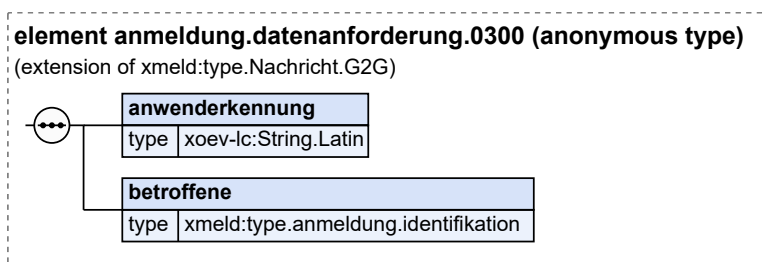 element anmeldung.datenanforderung.0300 (anonymous type)
(extension of xmeld:type.Nachricht.G2G)
anwenderkennung
type xoev-lc:String.Latin
betroffene
type xmeld:type.anmeldung.identifikation